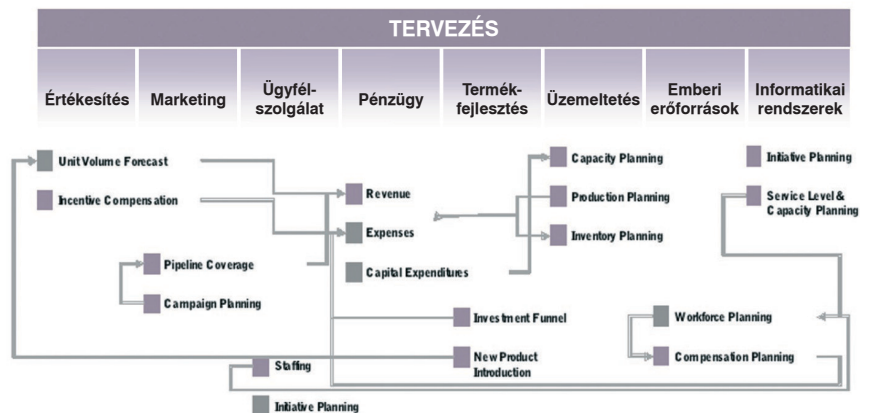 TERVEZÉS
Értékesítés
Marketing
Ügyfél-
szolgálat
Pénzügy
Termék-
fejlesztés
Üzemeltetés
Emberi
erőforrások
Informatikai
rendszerek
Unit Volume Forecast
Incentive Compensation
Pipeline Coverage
Campaign Planning
Staffing
Initiative Planning
Revenue
Expenses
Capital Expenditures
Investment Funnel
New Product
Introduction
Capacity Planning
Production Planning
Inventory Planning
Workforce Planning
Compensation Planning
Initiative Planning
Service Level &
Capacity Planning